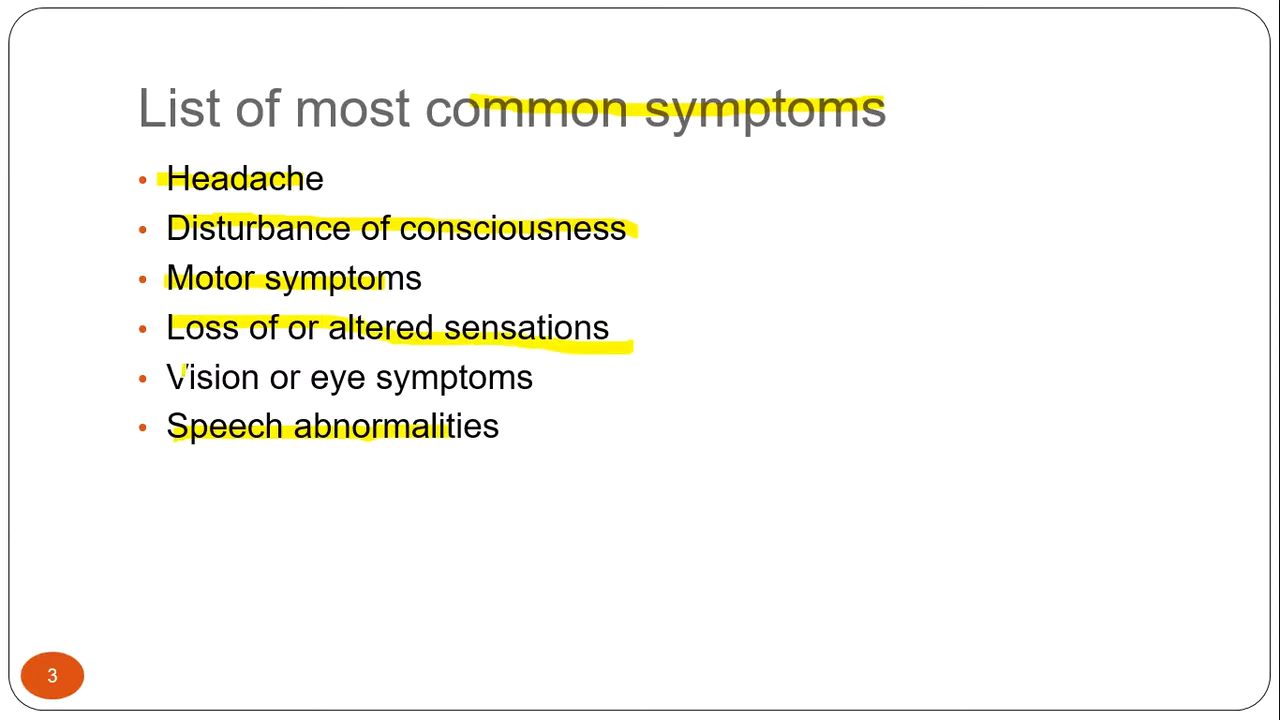 List of most common symptoms
• Headache
• Disturbance of consciousness
• Motor symptoms
• Loss of or altered sensations
• Vision or eye symptoms
• Speech abnormalities
3